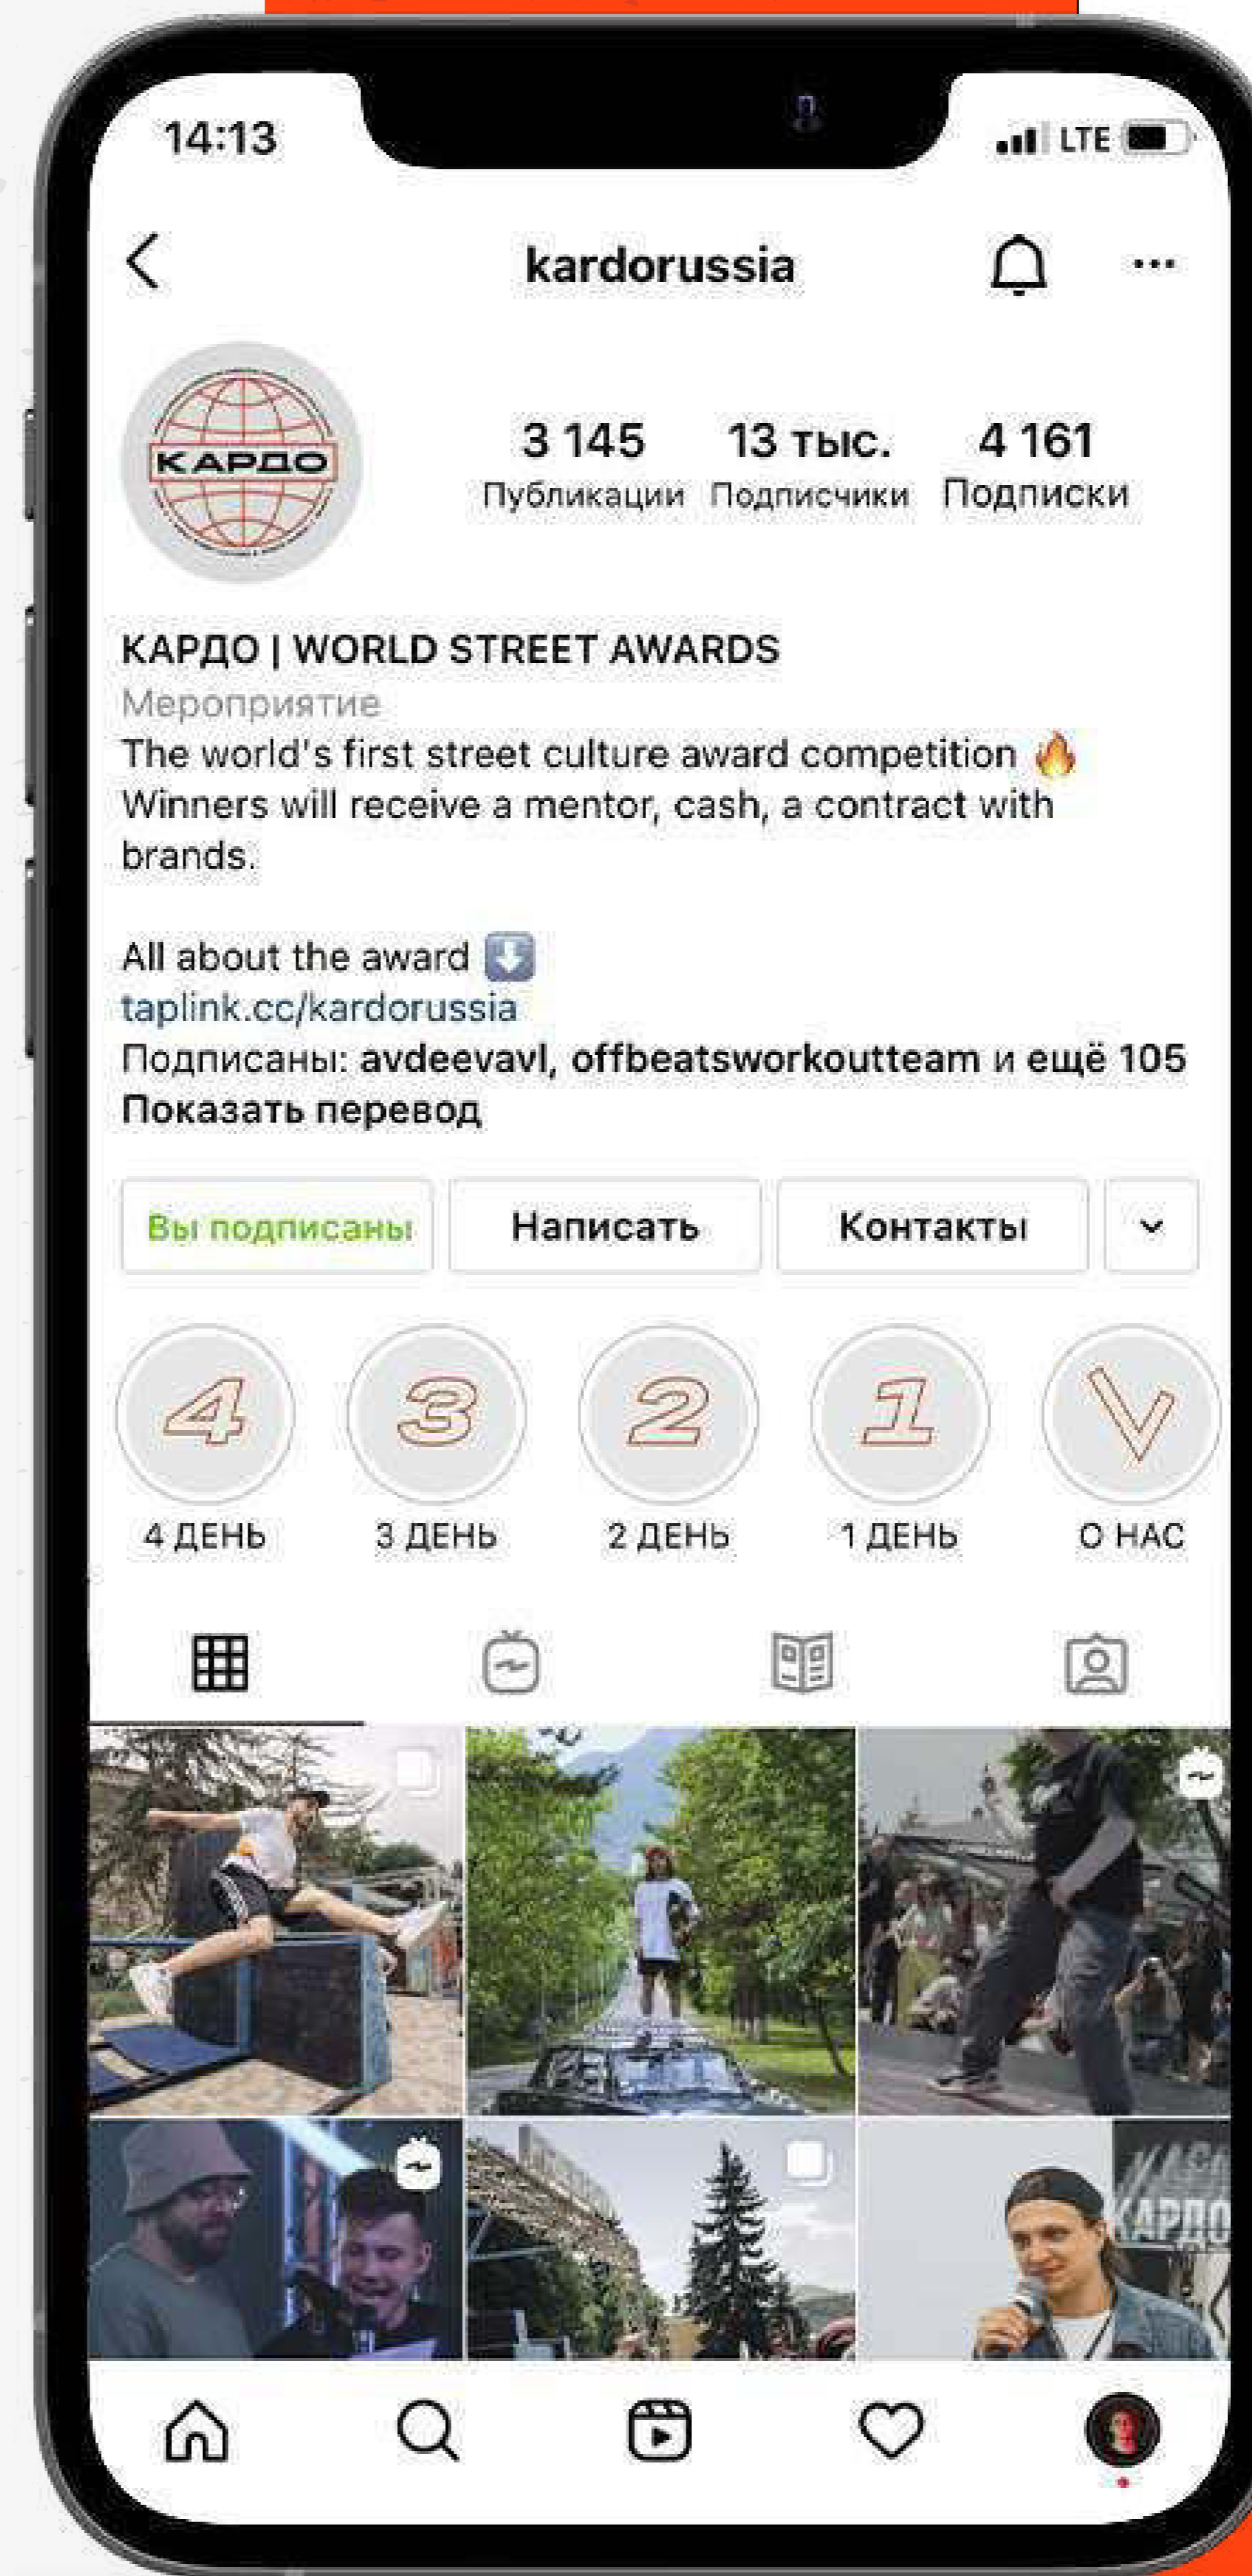 14:13
LTE
kardorussia
КАРДО
3 145
13 тыс.
4 161
Публикации
Подписчики
Подписки
КАРДО | WORLD STREET AWARDS
Мероприятие
The world's first street culture award competition 🔥
Winners will receive a mentor, cash, a contract with
brands.
All about the award ⬇️
taplink.cc/kardorussia
Подписаны: avdeevavl, offbeatsworkoutteam и ещё 105
Показать перевод
Вы подписаны
Написать
Контакты
4
3
2
1
4 ДЕНЬ
3 ДЕНЬ
2 ДЕНЬ
1 ДЕНЬ
О НАС
КАРДО